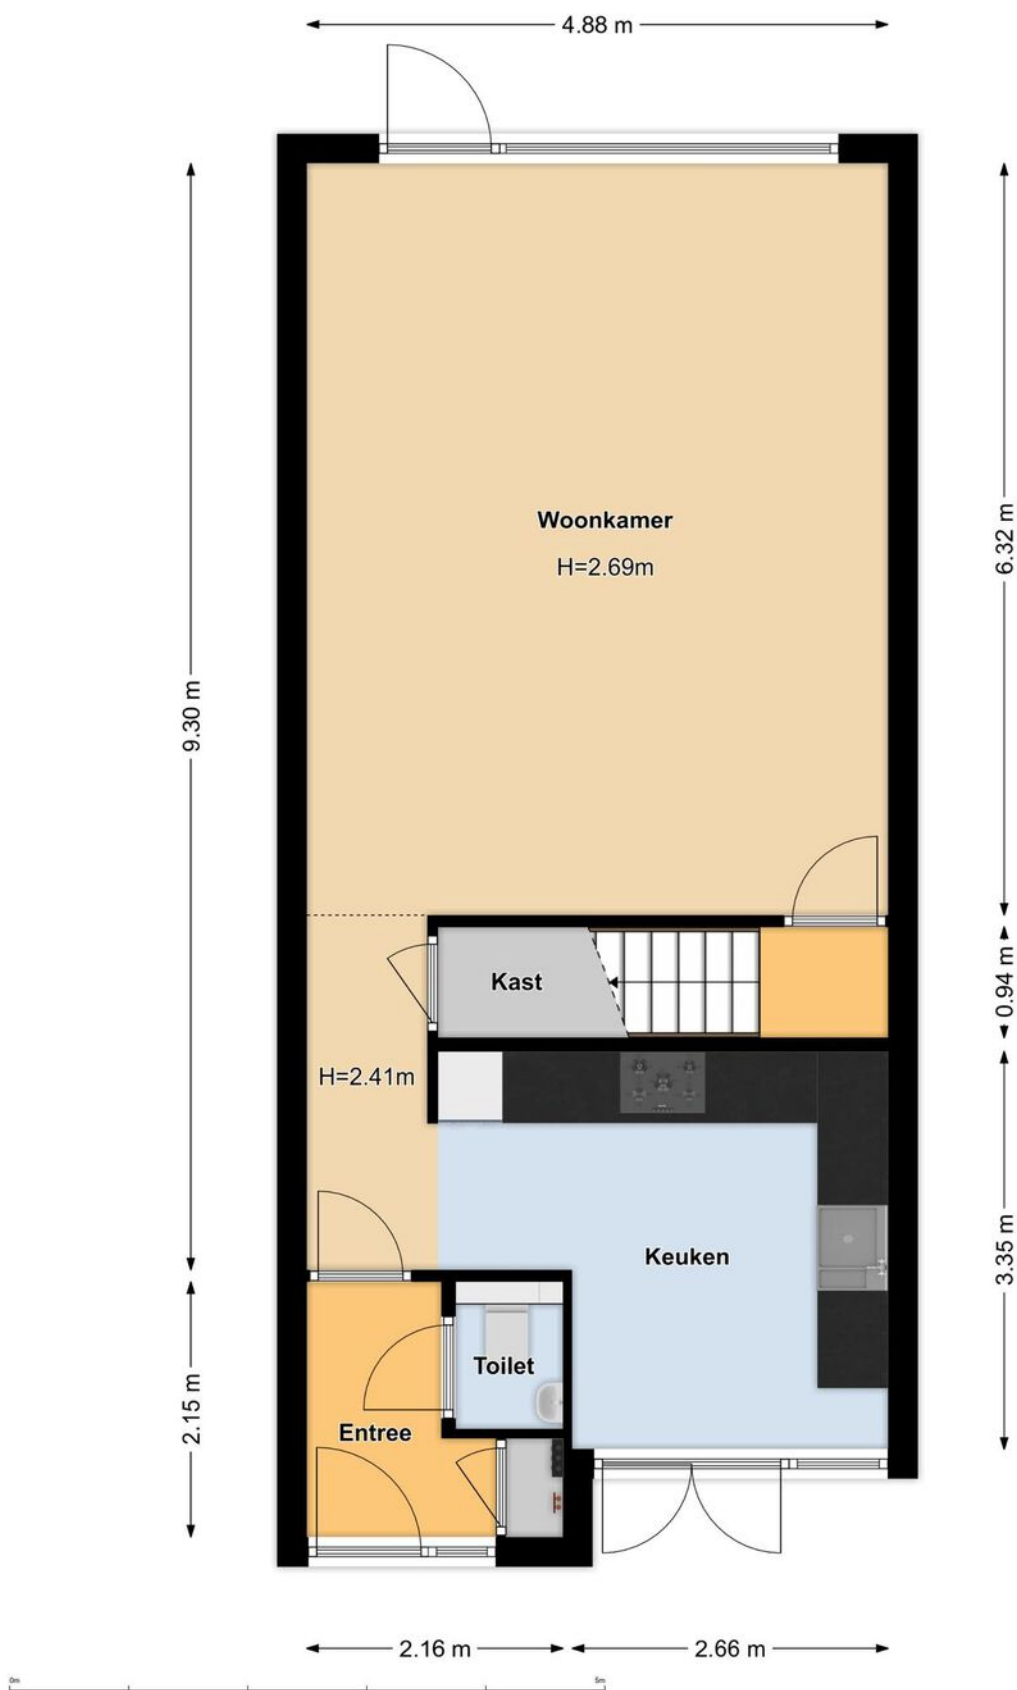 4.88 m
9.30 m
6.32 m
Woonkamer
H=2.69m
0.94 m
Kast
H=2.41m
3.35 m
Keuken
2.15 m
Toilet
Entree
2.16 m
2.66 m
0m
5m